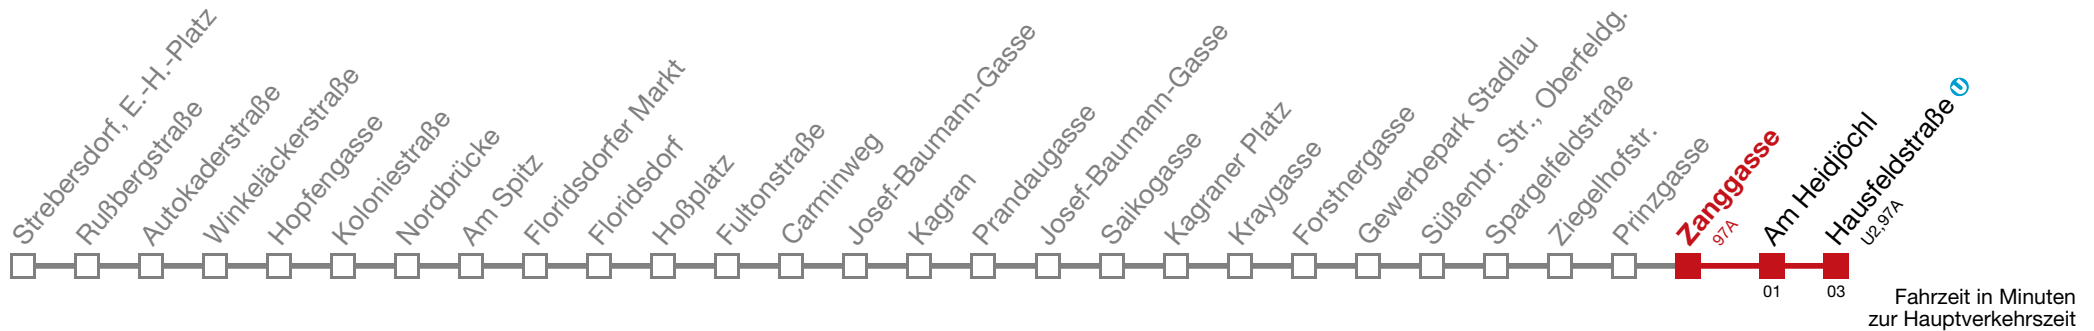 Strebersdorf, E.-H.-Platz
Rußbergstraße
Autokaderstraße
Winkeläckerstraße
Hopfengasse
Koloniestraße
Nordbrücke
Am Spitz
Floridsdorfer Markt
Floridsdorf
Hoßplatz
Fultonstraße
Carminweg
Josef-Baumann-Gasse
Kagran
Prandaugasse
Josef-Baumann-Gasse
Saikogasse
Kagraner Platz
Kraygasse
Forstnergasse
Gewerbepark Stadlau
Süßenbr. Str., Oberfeldg.
Spargelfeldstraße
Ziegelhofstr.
Prinzgasse
Zanggasse
97A
Am Heidjöchl
Hausfeldstraße U
U2,97A
01
03
Fahrzeit in Minuten
zur Hauptverkehrszeit